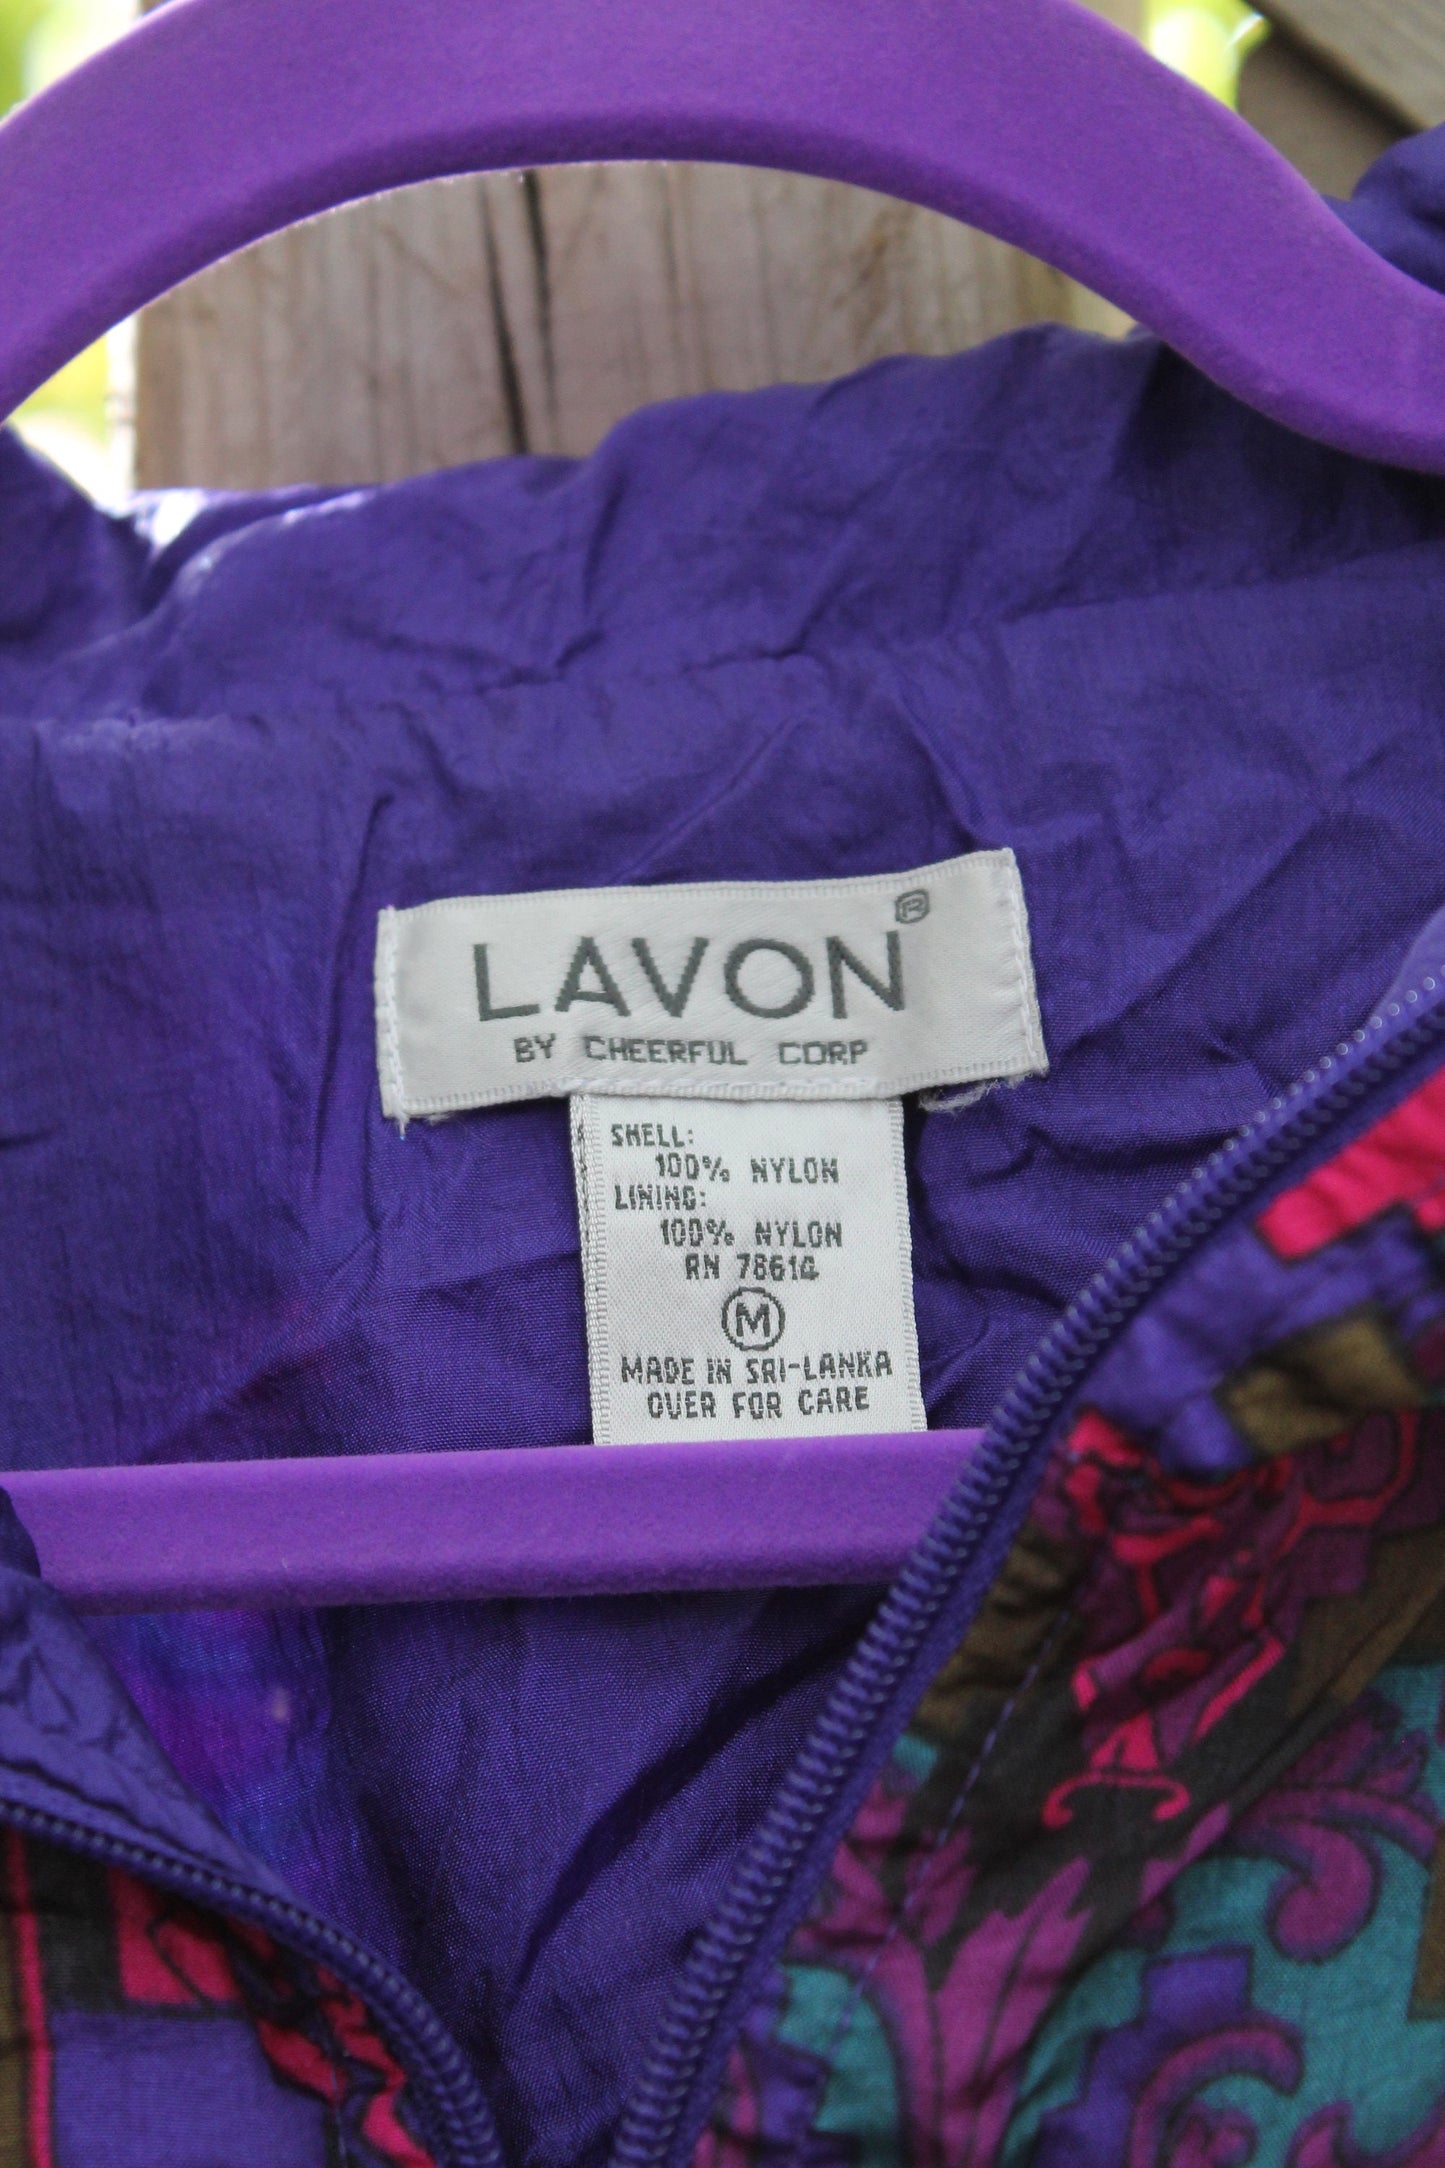 LAVON®
BY CHEERFUL CORP
SHELL:
100% NYLON
LINING:
100% NYLON
RN 78614
M
MADE IN SRI-LANKA
OVER FOR CARE